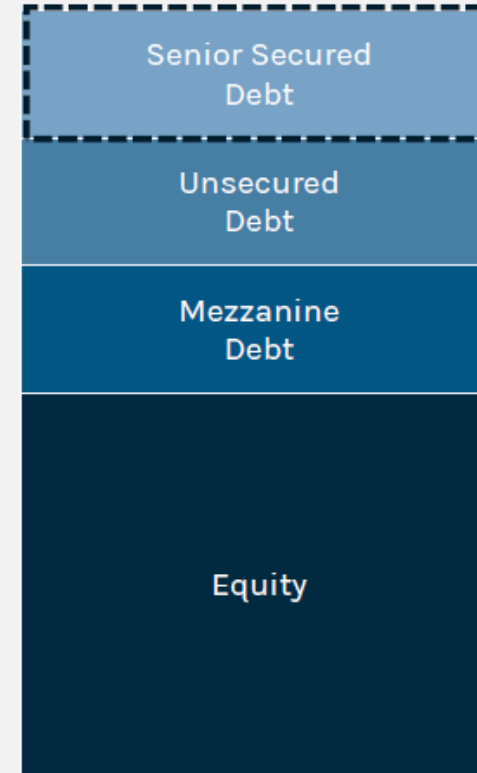 Senior Secured
Debt
Unsecured
Debt
Mezzanine
Debt
Equity